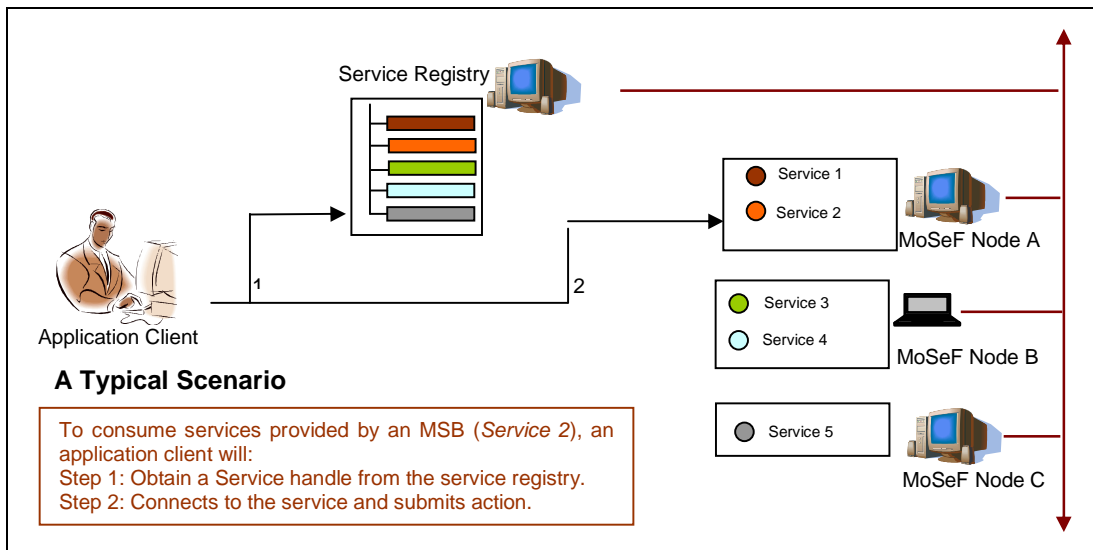 Service Registry
Service 1
Service 2
MoSeF Node A
1
2
Application Client
Service 3
Service 4
MoSeF Node B
A Typical Scenario
To consume services provided by an MSB (Service 2), an
application client will:
Step 1: Obtain a Service handle from the service registry.
Step 2: Connects to the service and submits action.
Service 5
MoSeF Node C